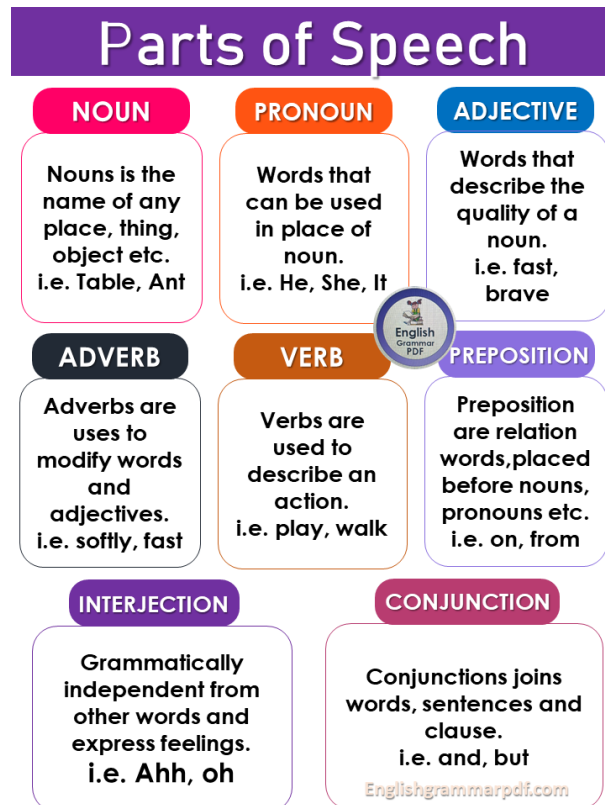 Parts of Speech
NOUN
Nouns is the
name of any
place, thing,
object etc.
i.e. Table, Ant
PRONOUN
Words that
can be used
in place of
noun.
i.e. He, She, It
ADJECTIVE
Words that
describe the
quality of a
noun.
i.e. fast,
brave
English
Grammar
PDF
ADVERB
Adverbs are
uses to
modify words
and
adjectives.
i.e. softly, fast
VERB
Verbs are
used to
describe an
action.
i.e. play, walk
PREPOSITION
Preposition
are relation
words,placed
before nouns,
pronouns etc.
i.e. on, from
INTERJECTION
Grammatically
independent from
other words and
express feelings.
i.e. Ahh, oh
CONJUNCTION
Conjunctions joins
words, sentences and
clause.
i.e. and, but
Englishgrammarpdf.com